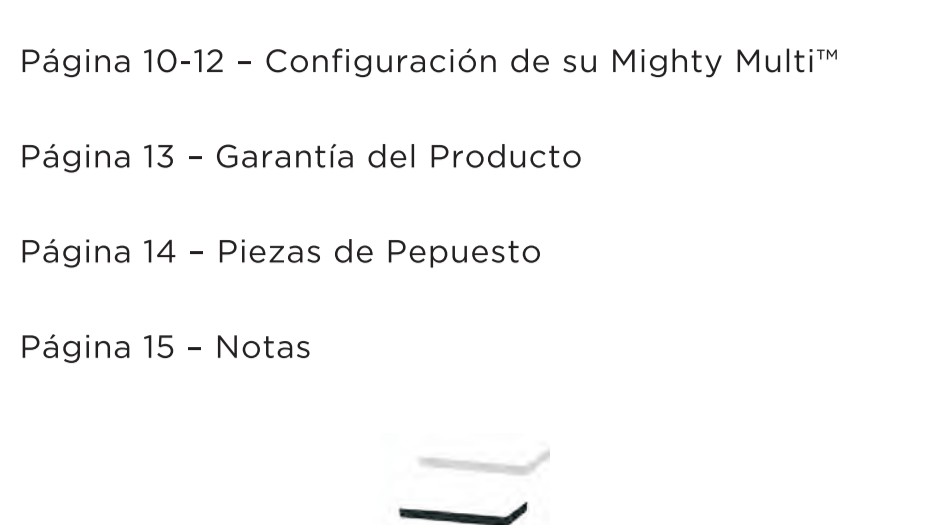 Página 10-12 – Configuración de su Mighty Multi™
Página 13 – Garantía del Producto
Página 14 – Piezas de Pepuesto
Página 15 – Notas